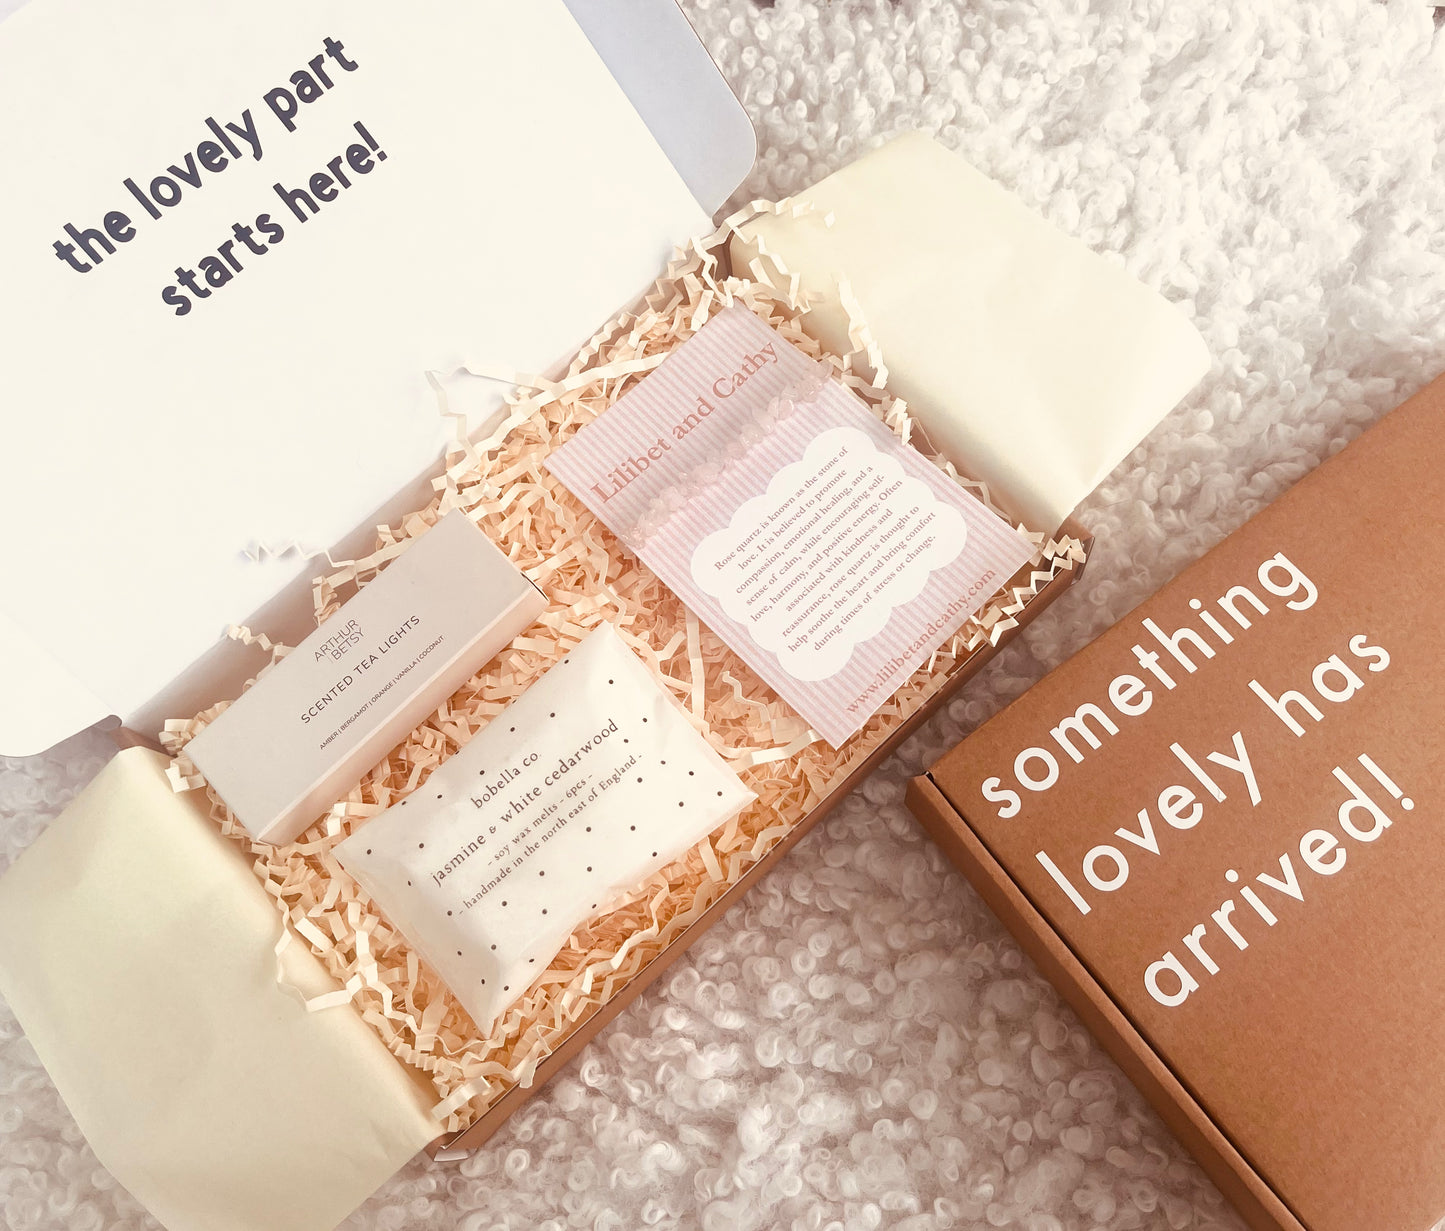 the lovely part
starts here!
Lilibet and Cathy
Rose quartz is known as the stone of
love. It is believed to promote
compassion, emotional healing, and a
sense of calm, while encouraging self-
love, harmony, and positive energy. Often
associated with kindness and
reassurance, rose quartz is thought to
help soothe the heart and bring comfort
during times of stress or change.
www.lilibetandcathy.com
ARTHUR
BETSY
SCENTED TEA LIGHTS
AMBER | BERGAMOT | ORANGE | VANILLA | COCONUT
bobella co.
jasmine & white cedarwood
- soy wax melts - 6pcs -
- handmade in the north east of England -
something
lovely has
arrived!